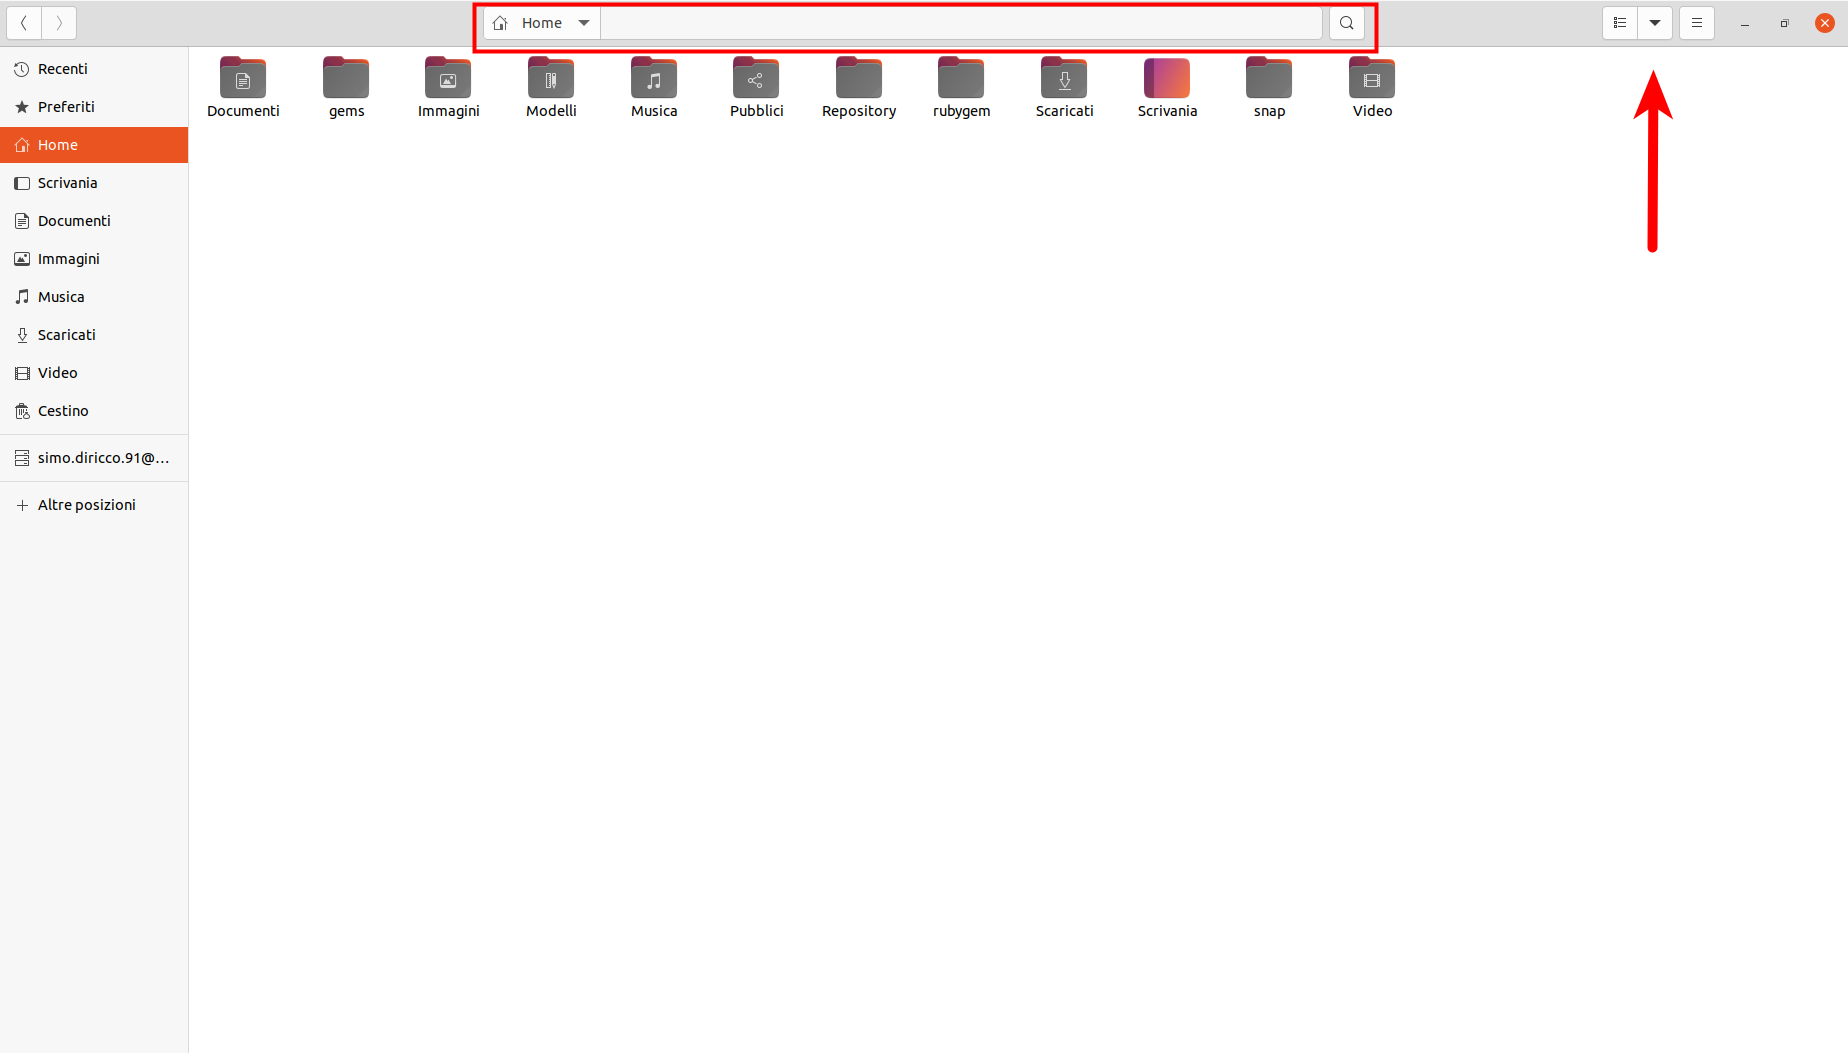 Home
Recenti
Preferiti
Home
Scrivania
Documenti
Immagini
Musica
Scaricati
Video
Cestino
simo.diricco.91@...
Altre posizioni
Documenti
gems
Immagini
Modelli
Musica
Pubblici
Repository
rubygem
Scaricati
Scrivania
snap
Video